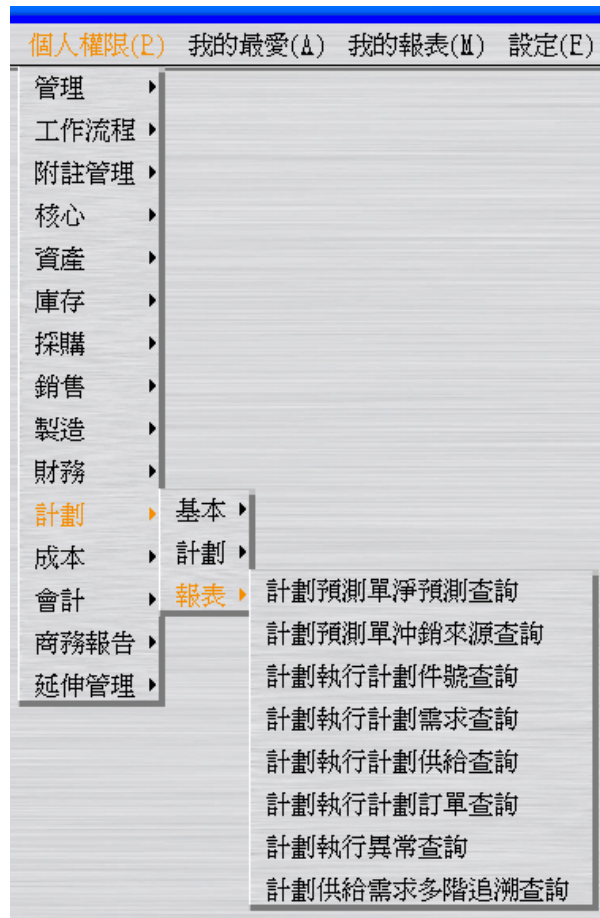 個人權限(P) 我的最愛(A) 我的報表(M) 設定(E)
管理
工作流程
附註管理
核心
資產
庫存
採購
銷售
製造
財務
計劃
成本
會計
商務報告
延伸管理
基本
計劃
報表
計劃預測單淨預測查詢
計劃預測單沖銷來源查詢
計劃執行計劃件號查詢
計劃執行計劃需求查詢
計劃執行計劃供給查詢
計劃執行計劃訂單查詢
計劃執行異常查詢
計劃供給需求多階追溯查詢